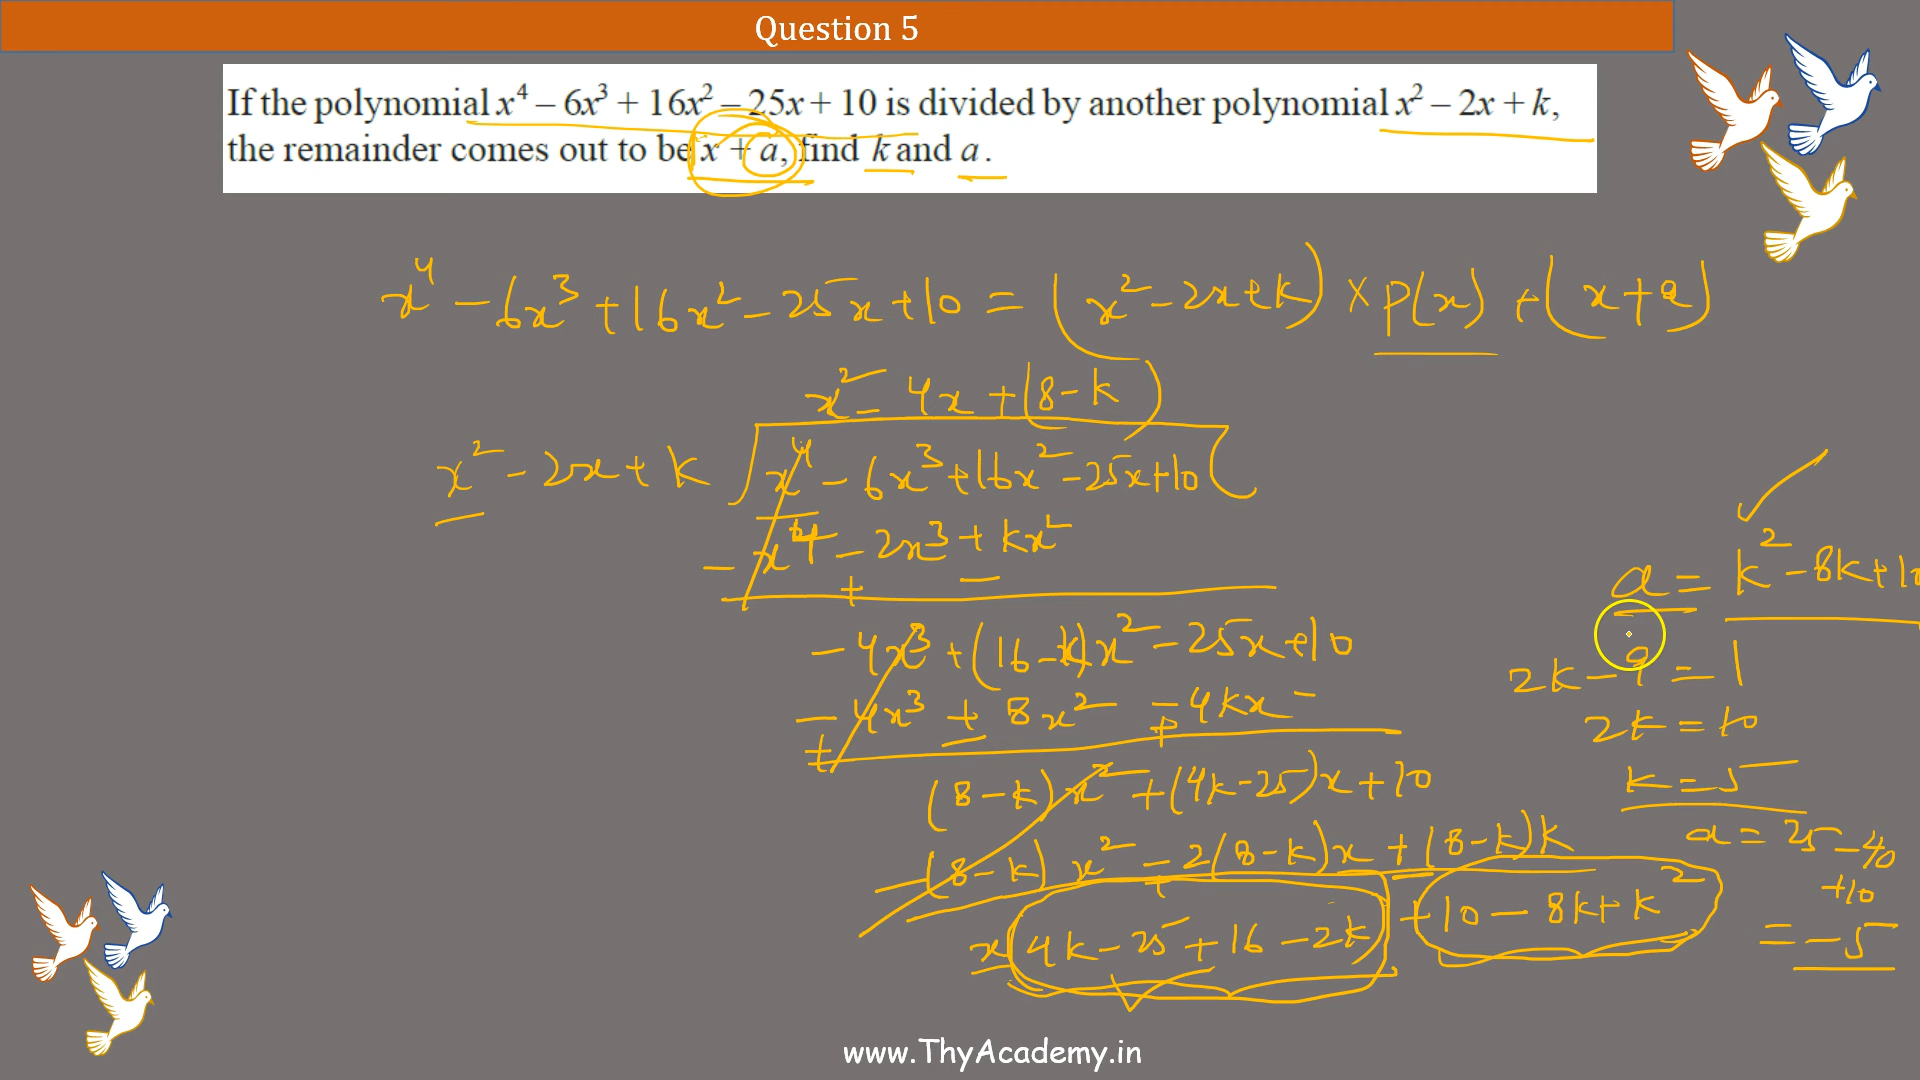 Question 5
If the polynomial x⁴ – 6x³ + 16x² – 25x + 10 is divided by another polynomial x² – 2x + k,
the remainder comes out to be x + a, find k and a.
x⁴ - 6x³ + 16x² - 25x + 10 = (x² - 2x + k) × p(x) + (x + a)
x² - 4x + (8 - k)
x² - 2x + k ) x⁴ - 6x³ + 16x² - 25x + 10 (
- x⁴ - 2x³ + kx²
+ -
- 4x³ + (16 - k)x² - 25x + 10
- 4x³ + 8x² - 4kx
+ - +
(8 - k)x² + (4k - 25)x + 10
- (8 - k)x² - 2(8 - k)x + (8 - k)k
+ -
x(4k - 25 + 16 - 2k) + 10 - 8k + k²
a = k² - 8k + 10
2k - 9 = 1
2k = 10
k = 5
a = 25 - 40
+ 10
= - 5
www.ThyAcademy.in